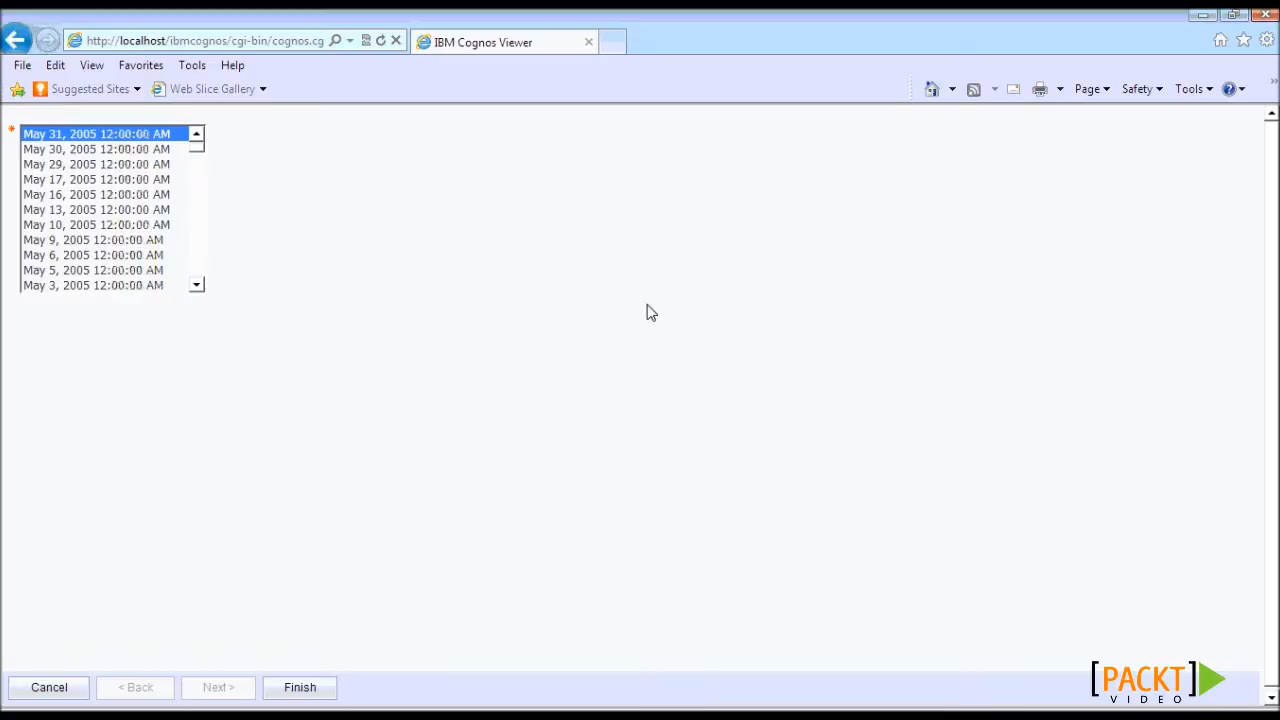 http://localhost/ibmcognos/cgi-bin/cognos.cg
IBM Cognos Viewer
File Edit View Favorites Tools Help
Suggested Sites Web Slice Gallery Page Safety Tools
May 31, 2005 12:00:00 AM
May 30, 2005 12:00:00 AM
May 29, 2005 12:00:00 AM
May 17, 2005 12:00:00 AM
May 16, 2005 12:00:00 AM
May 13, 2005 12:00:00 AM
May 10, 2005 12:00:00 AM
May 9, 2005 12:00:00 AM
May 6, 2005 12:00:00 AM
May 5, 2005 12:00:00 AM
May 3, 2005 12:00:00 AM
Cancel < Back Next > Finish
[PACKT]
VIDEO